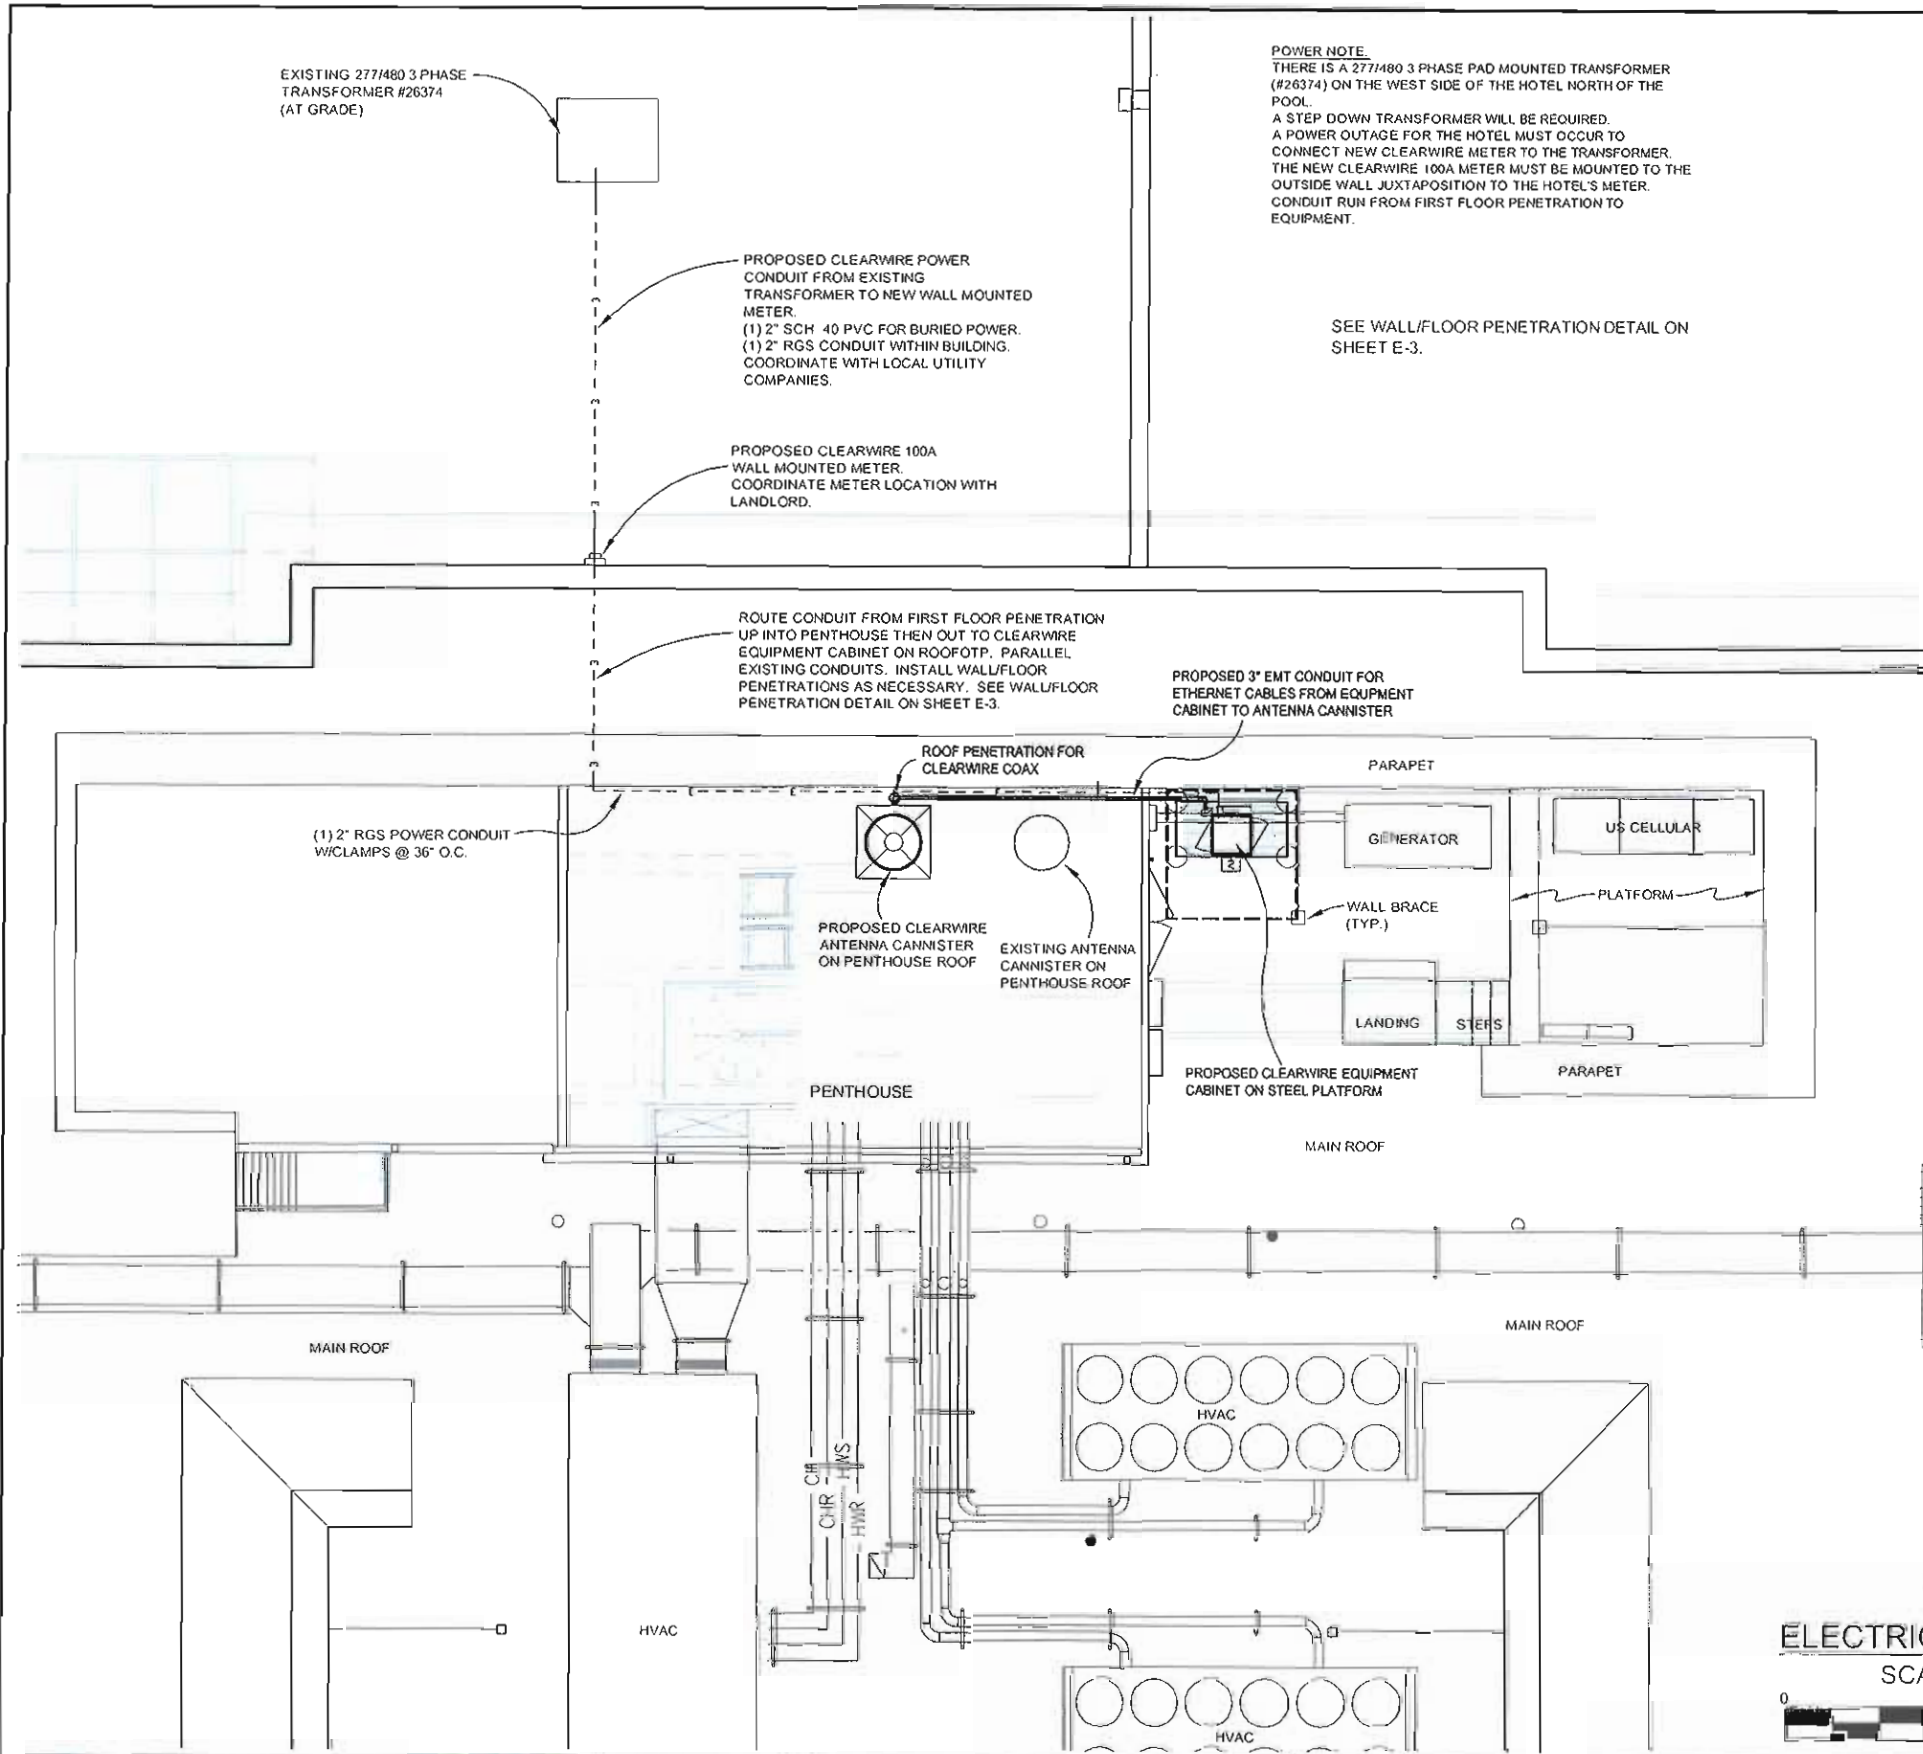 EXISTING 277/480 3 PHASE
TRANSFORMER #26374
(AT GRADE)
POWER NOTE.
THERE IS A 277/480 3 PHASE PAD MOUNTED TRANSFORMER
(#26374) ON THE WEST SIDE OF THE HOTEL NORTH OF THE
POOL.
A STEP DOWN TRANSFORMER WILL BE REQUIRED.
A POWER OUTAGE FOR THE HOTEL MUST OCCUR TO
CONNECT NEW CLEARWIRE METER TO THE TRANSFORMER.
THE NEW CLEARWIRE 100A METER MUST BE MOUNTED TO THE
OUTSIDE WALL JUXTAPOSITION TO THE HOTEL'S METER.
CONDUIT RUN FROM FIRST FLOOR PENETRATION TO
EQUIPMENT.
PROPOSED CLEARWIRE POWER
CONDUIT FROM EXISTING
TRANSFORMER TO NEW WALL MOUNTED
METER.
(1) 2" SCH 40 PVC FOR BURIED POWER.
(1) 2" RGS CONDUIT WITHIN BUILDING.
COORDINATE WITH LOCAL UTILITY
COMPANIES.
SEE WALL/FLOOR PENETRATION DETAIL ON
SHEET E-3.
PROPOSED CLEARWIRE 100A
WALL MOUNTED METER.
COORDINATE METER LOCATION WITH
LANDLORD.
ROUTE CONDUIT FROM FIRST FLOOR PENETRATION
UP INTO PENTHOUSE THEN OUT TO CLEARWIRE
EQUIPMENT CABINET ON ROOFOTP. PARALLEL
EXISTING CONDUITS. INSTALL WALL/FLOOR
PENETRATIONS AS NECESSARY. SEE WALL/FLOOR
PENETRATION DETAIL ON SHEET E-3.
PROPOSED 3" EMT CONDUIT FOR
ETHERNET CABLES FROM EQUPMENT
CABINET TO ANTENNA CANNISTER
ROOF PENETRATION FOR
CLEARWIRE COAX
PARAPET
(1) 2" RGS POWER CONDUIT
W/CLAMPS @ 36" O.C.
GENERATOR
US CELLULAR
PLATFORM
WALL BRACE
(TYP.)
PROPOSED CLEARWIRE
ANTENNA CANNISTER
ON PENTHOUSE ROOF
EXISTING ANTENNA
CANNISTER ON
PENTHOUSE ROOF
LANDING
STEPS
PROPOSED CLEARWIRE EQUIPMENT
CABINET ON STEEL PLATFORM
PARAPET
PENTHOUSE
MAIN ROOF
MAIN ROOF
MAIN ROOF
HVAC
CHR
HWS
HWR
HVAC
HVAC
ELECTRIC
SCA
0